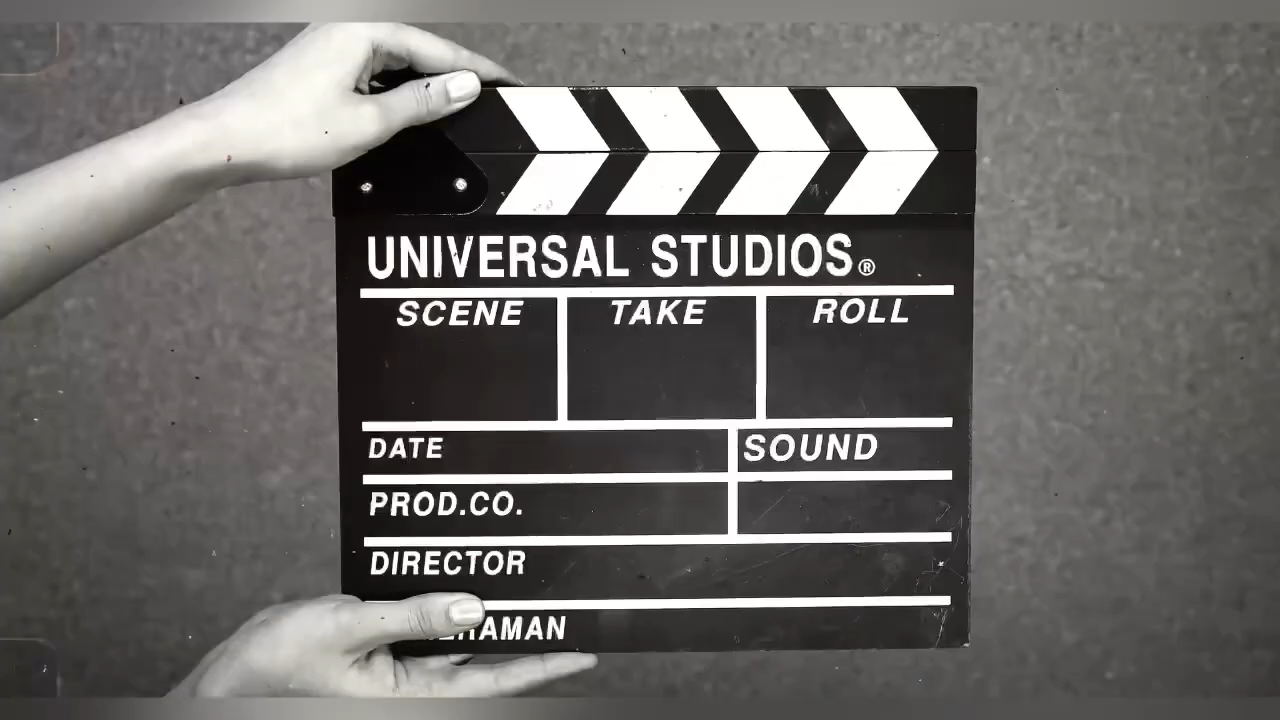 UNIVERSAL STUDIOS®
SCENE TAKE ROLL
DATE SOUND
PROD.CO.
DIRECTOR